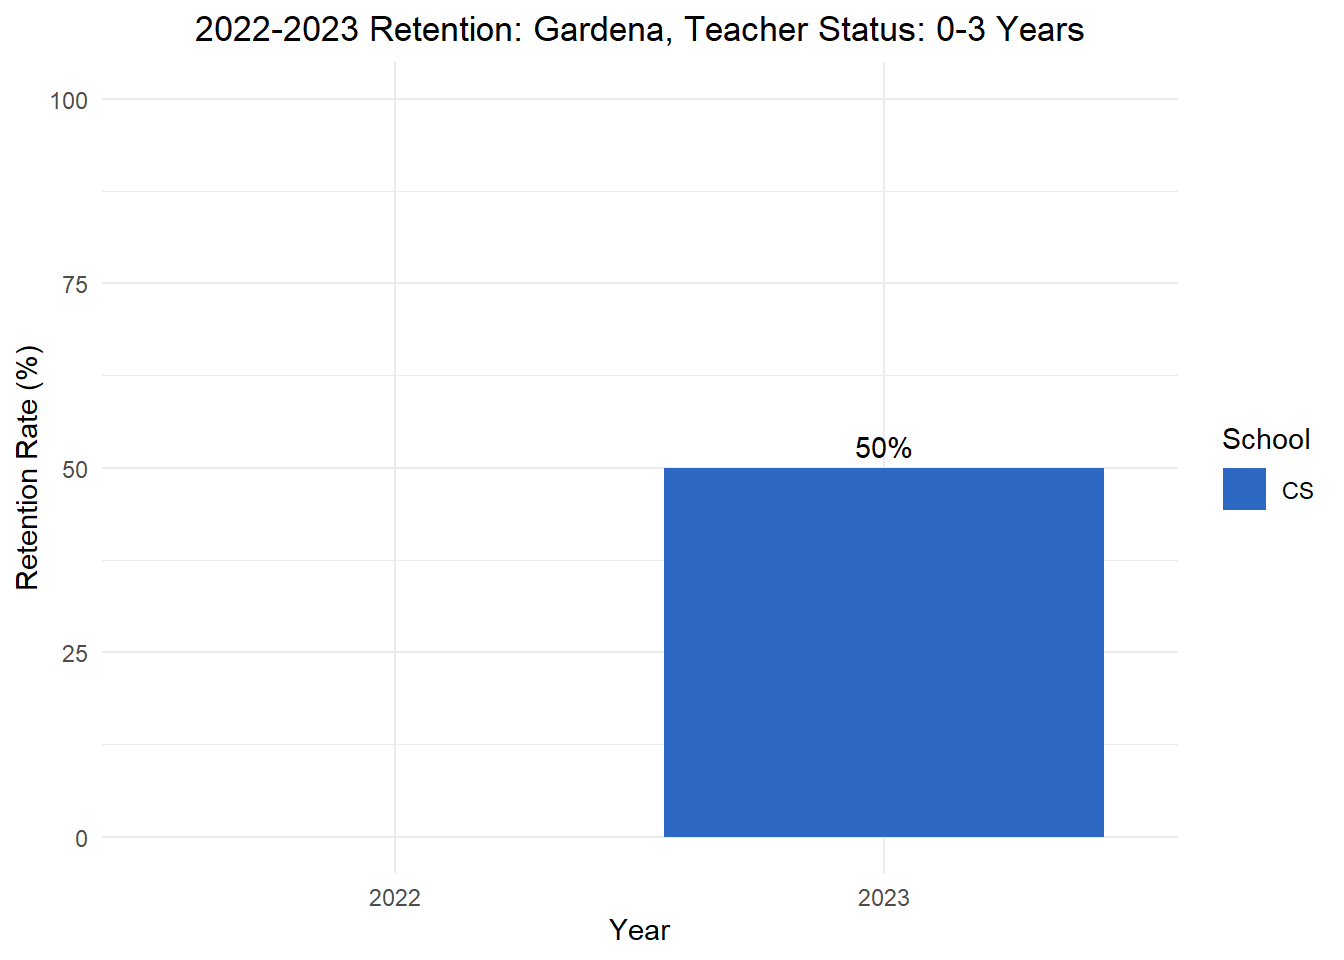 2022-2023 Retention: Gardena, Teacher Status: 0-3 Years
Retention Rate (%)
100
75
50
25
0
50%
2022
2023
Year
School
CS